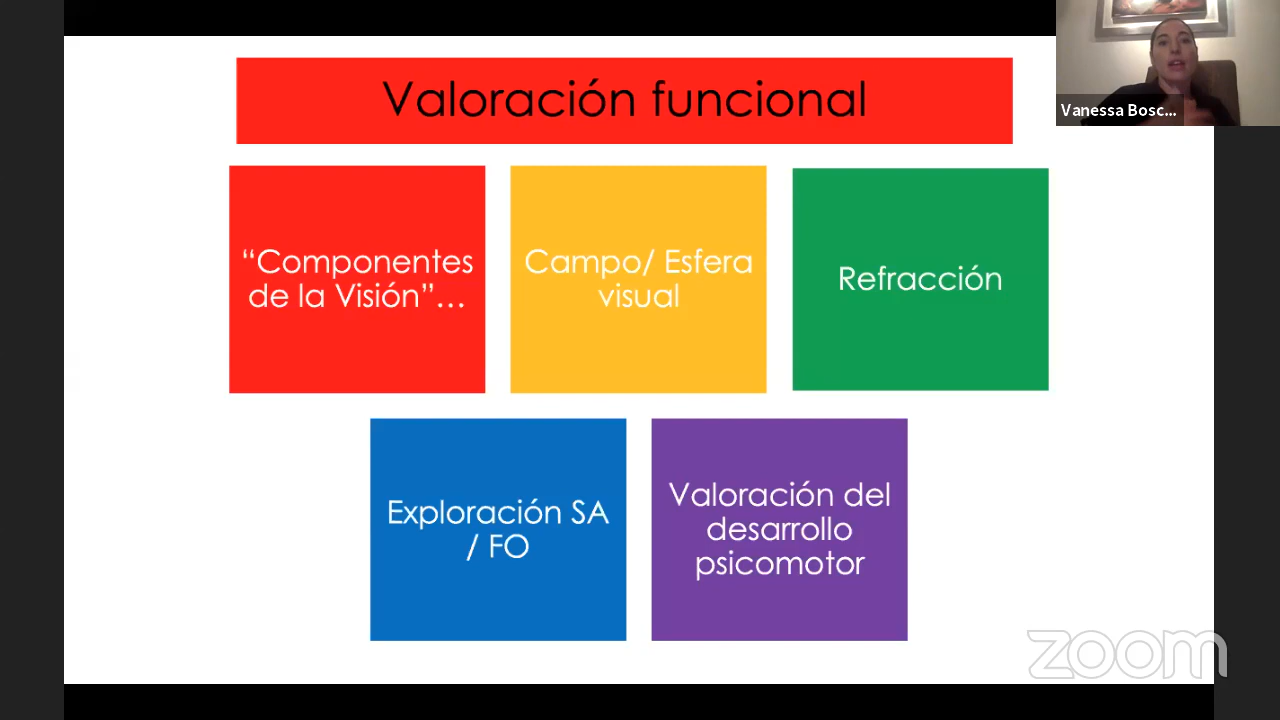 Valoración funcional
Vanessa Bosc...
“Componentes
de la Visión”...
Campo/ Esfera
visual
Refracción
Exploración SA
/ FO
Valoración del
desarrollo
psicomotor
zoom